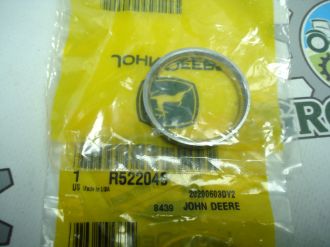 JOHN DEERE
1 R522045
US Made in USA
20200603DY2
8439 JOHN DEERE